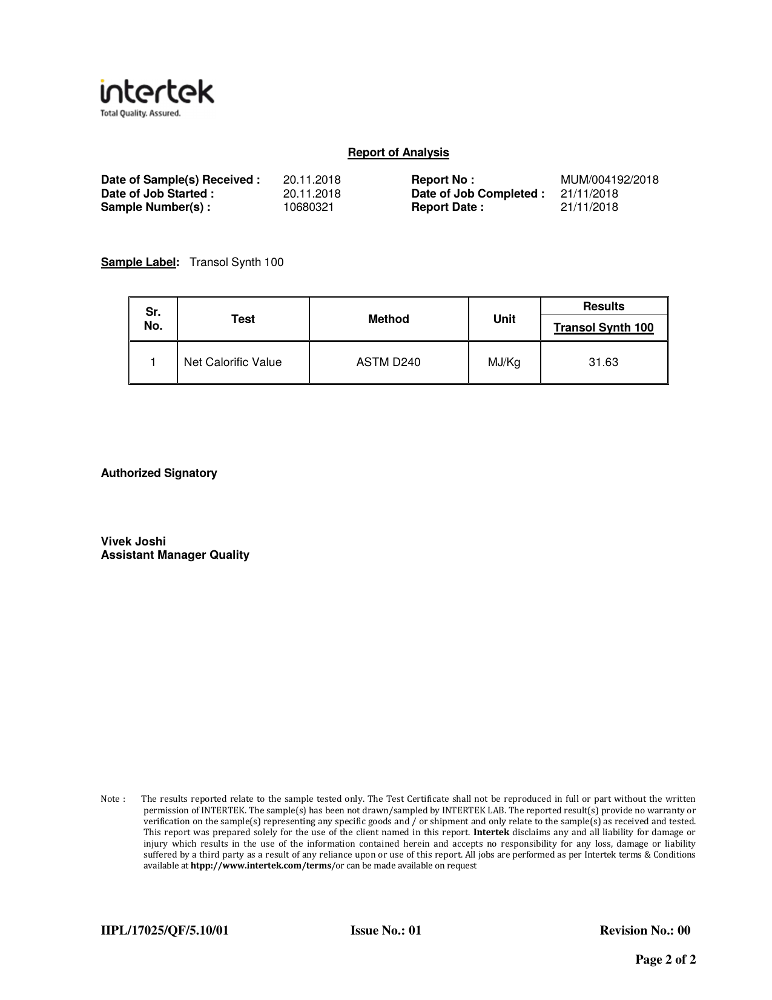 intertek
Total Quality. Assured.
Report of Analysis
Date of Sample(s) Received : 20.11.2018 Report No : MUM/004192/2018
Date of Job Started : 20.11.2018 Date of Job Completed : 21/11/2018
Sample Number(s) : 10680321 Report Date : 21/11/2018
Sample Label: Transol Synth 100
Sr. No. Test Method Unit Results
Transol Synth 100
1 Net Calorific Value ASTM D240 MJ/Kg 31.63
Authorized Signatory
Vivek Joshi
Assistant Manager Quality
Note : The results reported relate to the sample tested only. The Test Certificate shall not be reproduced in full or part without the written
permission of INTERTEK. The sample(s) has been not drawn/sampled by INTERTEK LAB. The reported result(s) provide no warranty or
verification on the sample(s) representing any specific goods and / or shipment and only relate to the sample(s) as received and tested.
This report was prepared solely for the use of the client named in this report. Intertek disclaims any and all liability for damage or
injury which results in the use of the information contained herein and accepts no responsibility for any loss, damage or liability
suffered by a third party as a result of any reliance upon or use of this report. All jobs are performed as per Intertek terms & Conditions
available at htpp://www.intertek.com/terms/or can be made available on request
IIPL/17025/QF/5.10/01 Issue No.: 01 Revision No.: 00
Page 2 of 2